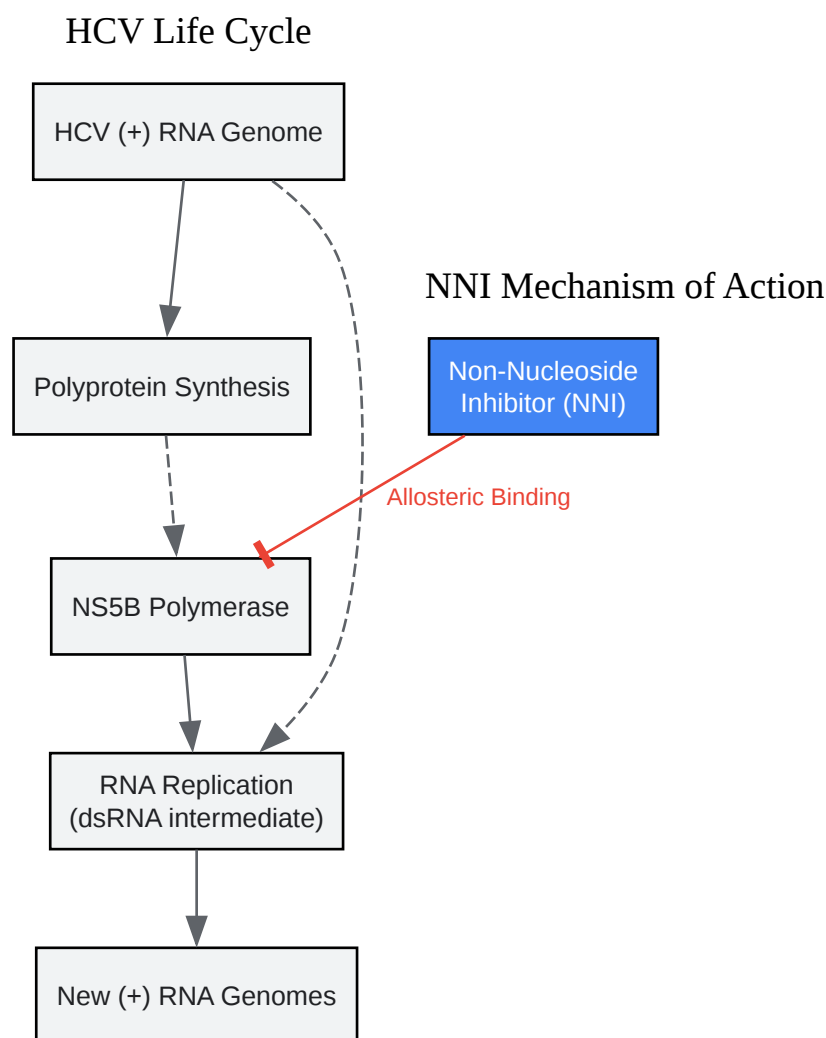 HCV Life Cycle
HCV (+) RNA Genome
NNI Mechanism of Action
Polyprotein Synthesis
Non-Nucleoside
Inhibitor (NNI)
Allosteric Binding
NS5B Polymerase
RNA Replication
(dsRNA intermediate)
New (+) RNA Genomes